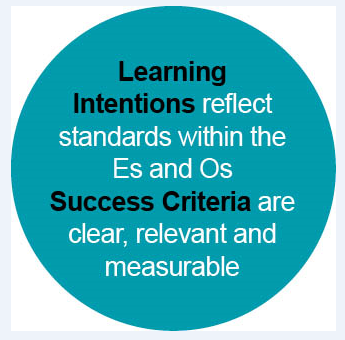 Learning
Intentions reflect
standards within the
Es and Os
Success Criteria are
clear, relevant and
measurable